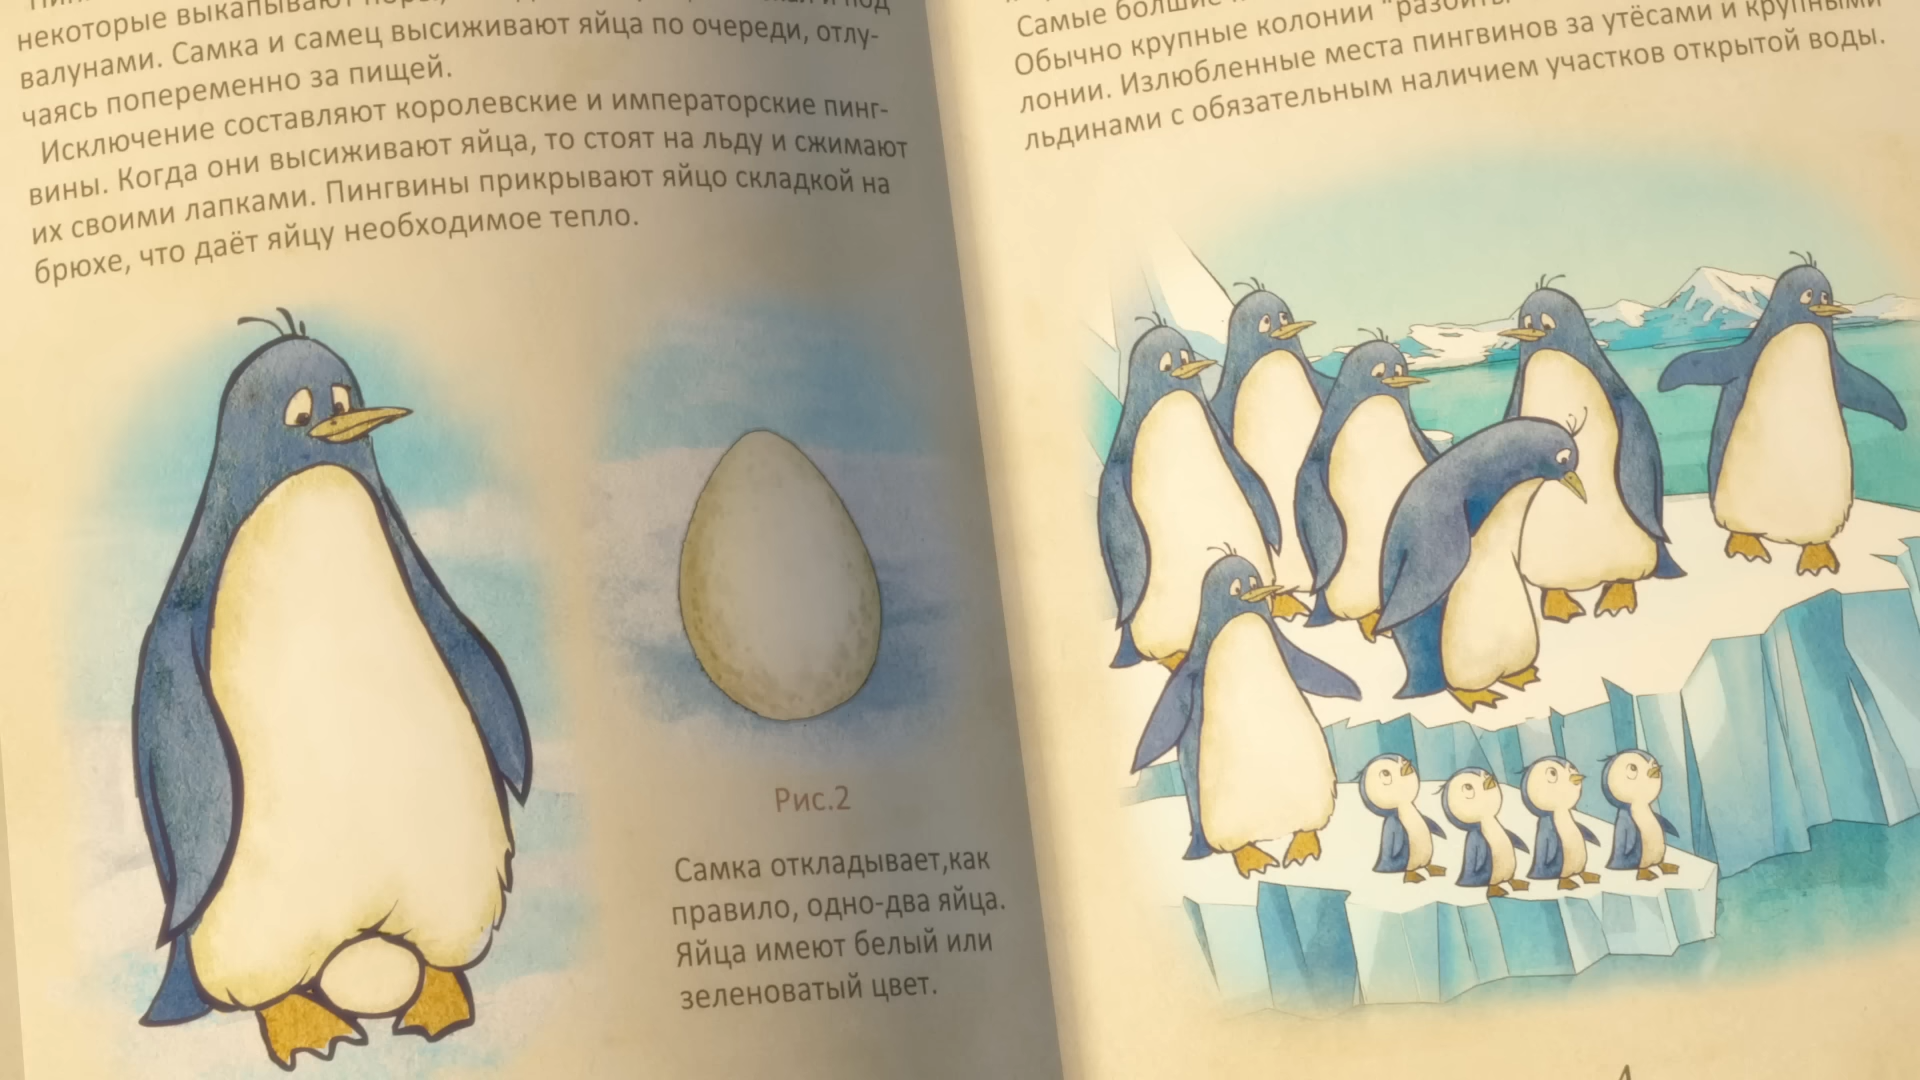 некоторые выкапывают
валунами. Самка и самец высиживают яйца по очереди, отлу-
чаясь попеременно за пищей.
Исключение составляют королевские и императорские пинг-
вины. Когда они высиживают яйца, то стоят на льду и сжимают
их своими лапками. Пингвины прикрывают яйцо складкой на
брюхе, что даёт яйцу необходимое тепло.
Рис.2
Самка откладывает,как
правило, одно-два яйца.
Яйца имеют белый или
зеленоватый цвет.
Самые болшие
Обычно крупные колонии
лонии. Излюбленные места пингвинов за утёсами и крупными
льдинами с обязательным наличием участков открытой воды.